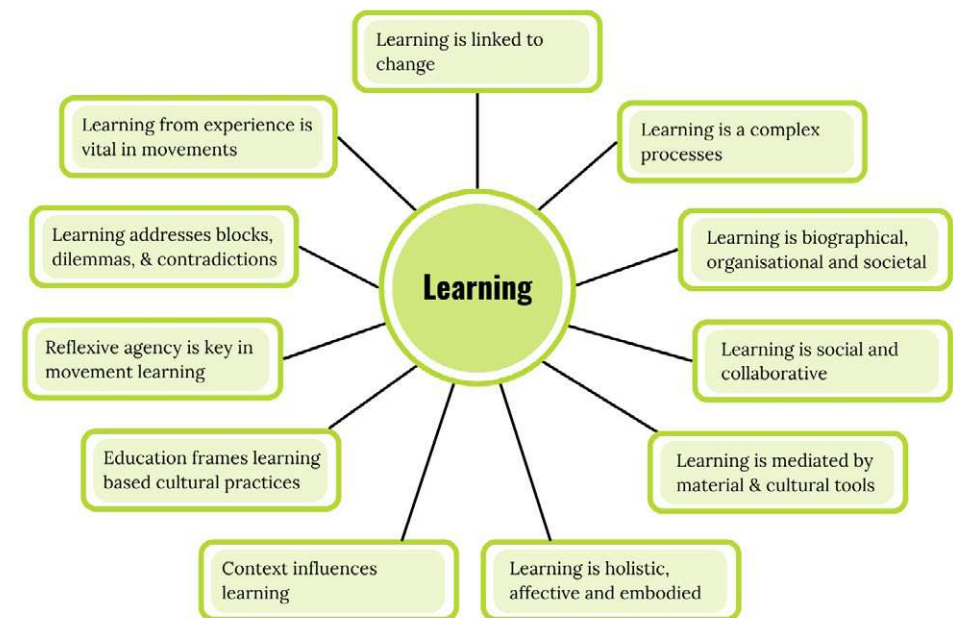 Learning is linked to
change
Learning is a complex
processes
Learning is biographical,
organisational and societal
Learning is social and
collaborative
Learning is mediated by
material & cultural tools
Learning is holistic,
affective and embodied
Context influences
learning
Education frames learning
based cultural practices
Reflexive agency is key in
movement learning
Learning addresses blocks,
dilemmas, & contradictions
Learning from experience is
vital in movements
Learning